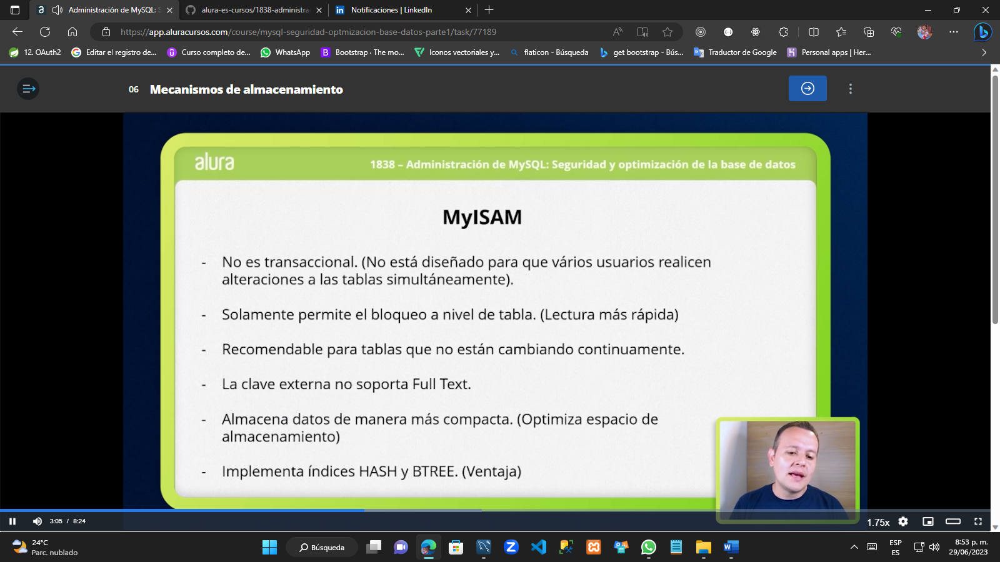 Administración de MySQL: S
alura-es-cursos/1838-administra
Notificaciones | LinkedIn
https://app.aluracursos.com/course/mysql-seguridad-optmizacion-base-datos-parte1/task/77189
12. OAuth2
Editar el registro de...
Curso completo de...
WhatsApp
Bootstrap · The mo...
Iconos vectoriales y...
flaticon - Búsqueda
get bootstrap - Bús...
Traductor de Google
Personal apps | Her...
06 Mecanismos de almacenamiento
alura
1838 – Administración de MySQL: Seguridad y optimización de la base de datos
MyISAM
- No es transaccional. (No está diseñado para que vários usuarios realicen
alteraciones a las tablas simultáneamente).
- Solamente permite el bloqueo a nivel de tabla. (Lectura más rápida)
- Recomendable para tablas que no están cambiando continuamente.
- La clave externa no soporta Full Text.
- Almacena datos de manera más compacta. (Optimiza espacio de
almacenamiento)
- Implementa índices HASH y BTREE. (Ventaja)
3:05 / 8:24
1.75x
24°C
Parc. nublado
Búsqueda
ESP
ES
8:53 p. m.
29/06/2023